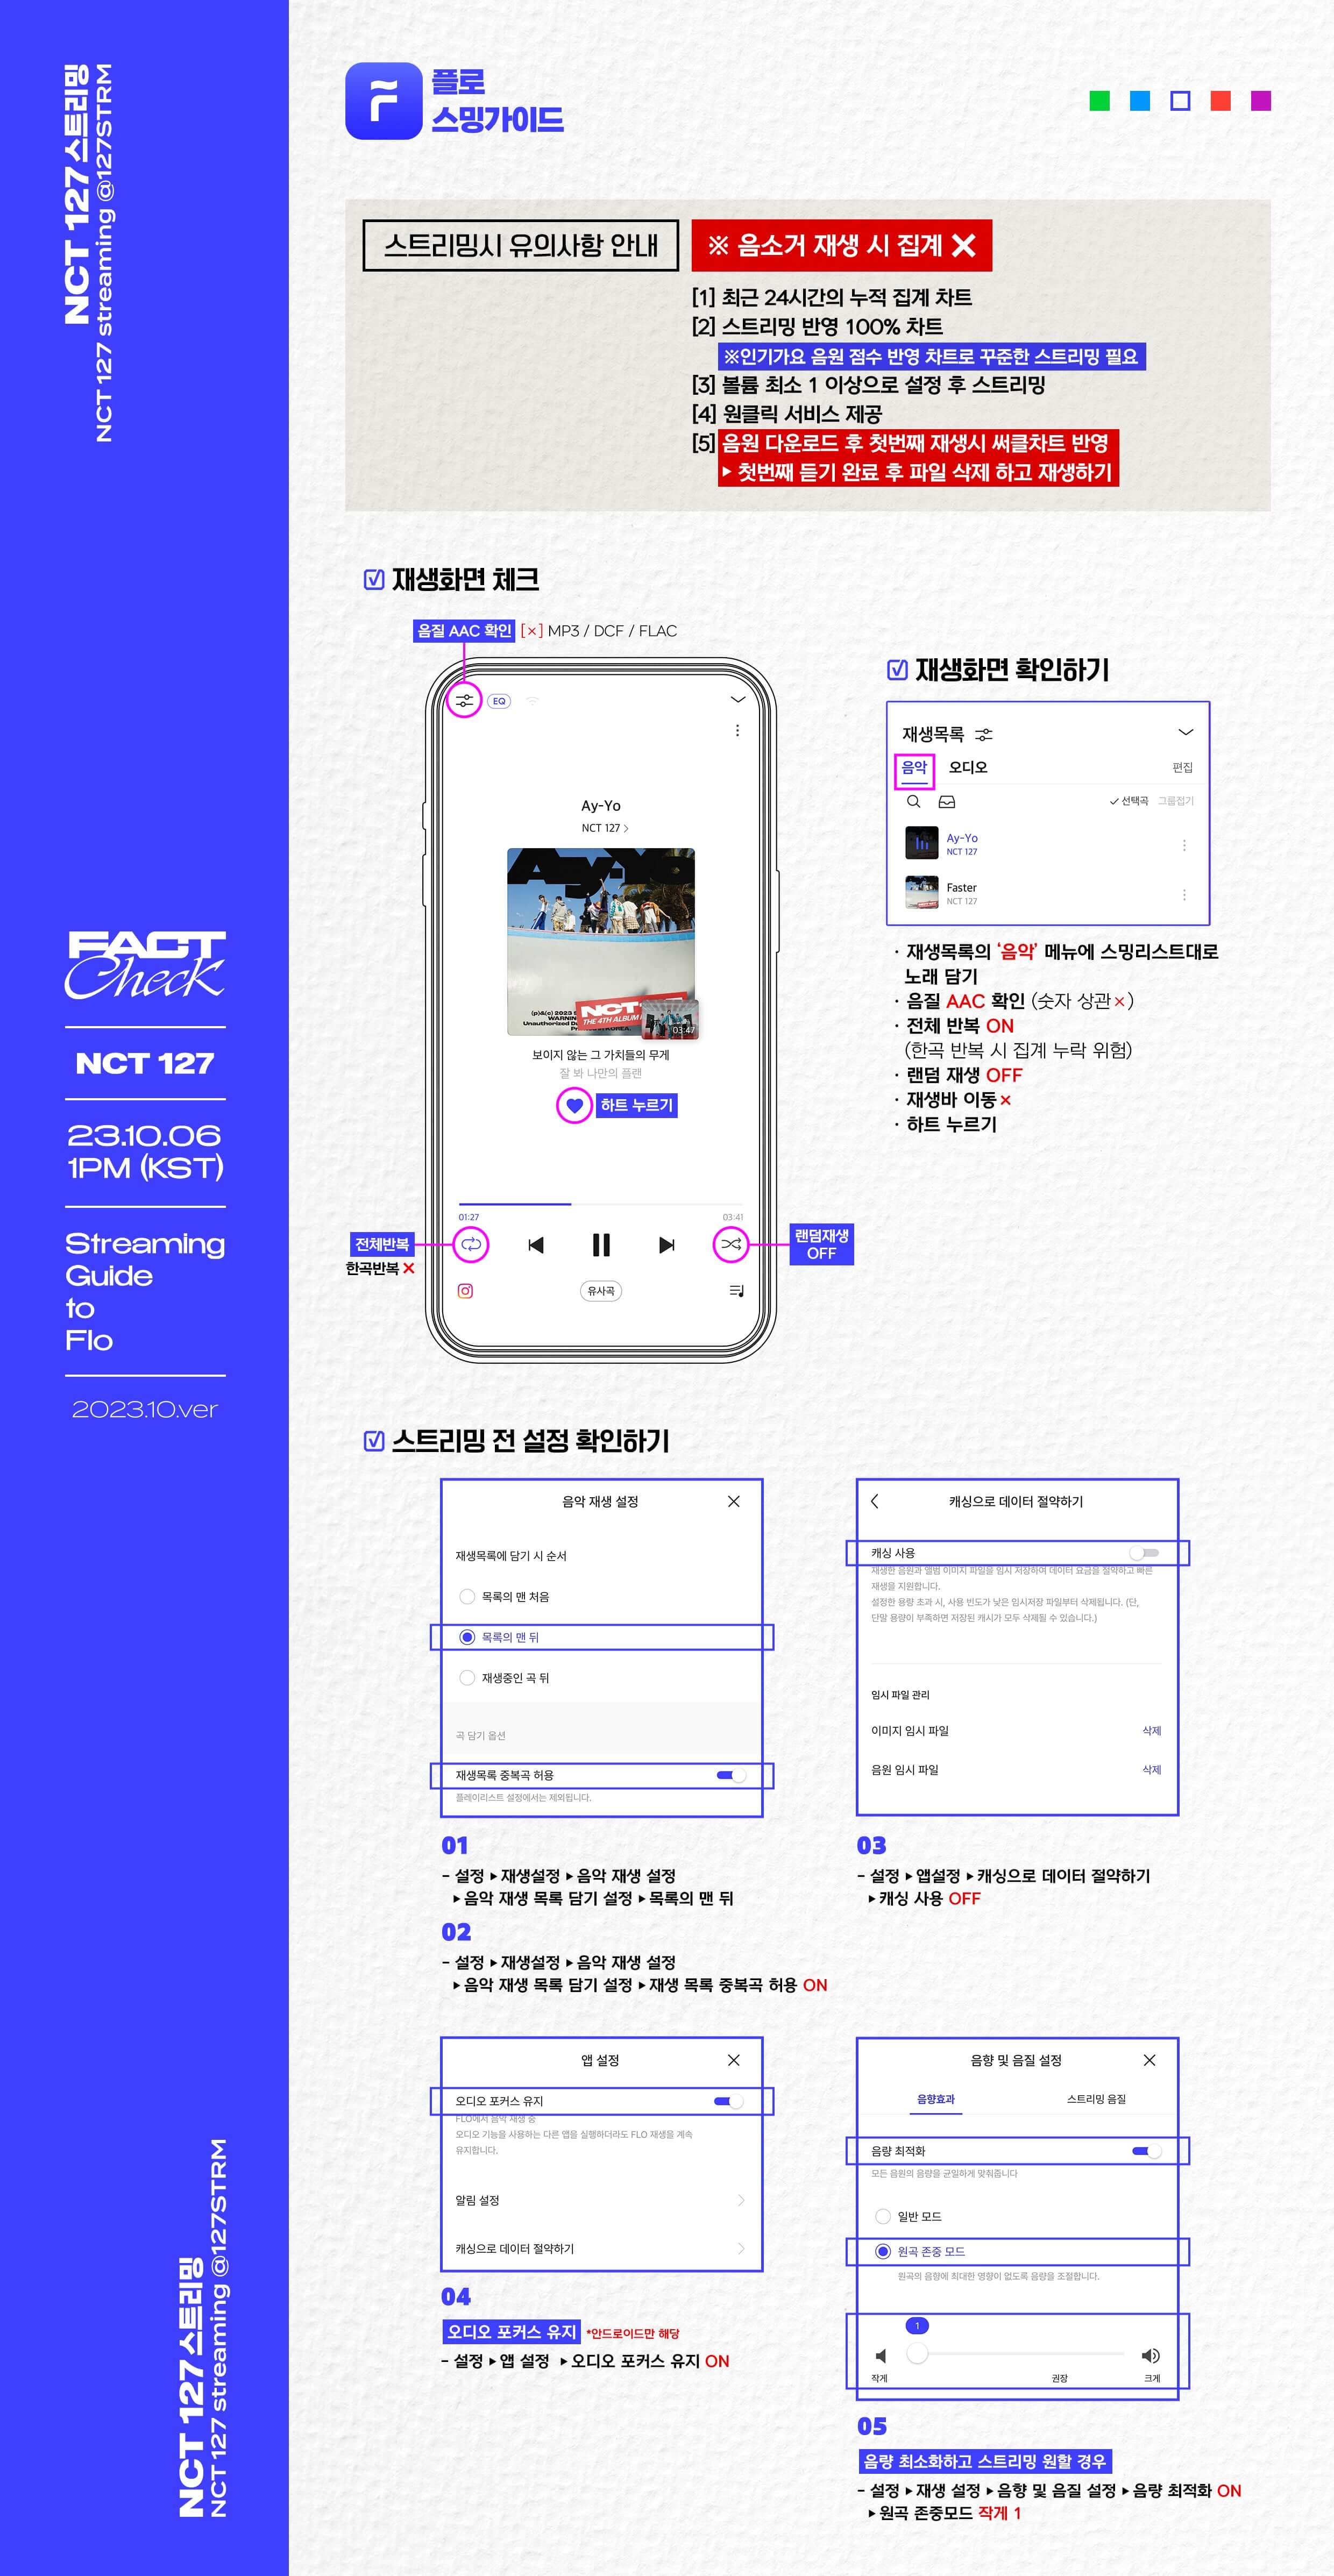 NCT 127 스트리밍
NCT 127 streaming @127STRM
플로
스밍가이드
스트리밍시 유의사항 안내
※ 음소거 재생 시 집계 ✕
[1] 최근 24시간의 누적 집계 차트
[2] 스트리밍 반영 100% 차트
※인기가요 음원 점수 반영 차트로 꾸준한 스트리밍 필요
[3] 볼륨 최소 1 이상으로 설정 후 스트리밍
[4] 원클릭 서비스 제공
[5] 음원 다운로드 후 첫번째 재생시 써클차트 반영
▸ 첫번째 듣기 완료 후 파일 삭제 하고 재생하기
재생화면 체크
음질 AAC 확인 [×] MP3 / DCF / FLAC
EQ
Ay-Yo
NCT 127
AY-YO
(p)&(c) 2023 S
WARNIN
Unauthorized Du
KOREA.
NCT
THE 4TH ALBUM
03:47
보이지 않는 그 가치들의 무게
잘 봐 나만의 플랜
하트 누르기
01:27
03:41
전체반복
한곡반복 ✕
랜덤재생
OFF
유사곡
재생화면 확인하기
재생목록
음악 오디오 편집
선택곡 그룹접기
Ay-Yo
NCT 127
Faster
NCT 127
· 재생목록의 ‘음악’ 메뉴에 스밍리스트대로
노래 담기
· 음질 AAC 확인 (숫자 상관×)
· 전체 반복 ON
(한곡 반복 시 집계 누락 위험)
· 랜덤 재생 OFF
· 재생바 이동×
· 하트 누르기
FACT
Check
NCT 127
23.10.06
1PM (KST)
Streaming
Guide
to
Flo
2023.10.ver
스트리밍 전 설정 확인하기
음악 재생 설정
재생목록에 담기 시 순서
목록의 맨 처음
목록의 맨 뒤
재생중인 곡 뒤
곡 담기 옵션
재생목록 중복곡 허용
플레이리스트 설정에서는 제외됩니다.
01
- 설정 ▸ 재생설정 ▸ 음악 재생 설정
▸ 음악 재생 목록 담기 설정 ▸ 목록의 맨 뒤
02
- 설정 ▸ 재생설정 ▸ 음악 재생 설정
▸ 음악 재생 목록 담기 설정 ▸ 재생 목록 중복곡 허용 ON
캐싱으로 데이터 절약하기
캐싱 사용
재생한 음원과 앨범 이미지 파일을 임시 저장하여 데이터 요금을 절약하고 빠른
재생을 지원합니다.
설정한 용량 초과 시, 사용 빈도가 낮은 임시저장 파일부터 삭제됩니다. (단,
단말 용량이 부족하면 저장된 캐시가 모두 삭제될 수 있습니다.)
임시 파일 관리
이미지 임시 파일 삭제
음원 임시 파일 삭제
03
- 설정 ▸ 앱설정 ▸ 캐싱으로 데이터 절약하기
▸ 캐싱 사용 OFF
앱 설정
오디오 포커스 유지
FLO에서 음악 재생 중
오디오 기능을 사용하는 다른 앱을 실행하더라도 FLO 재생을 계속
유지합니다.
알림 설정
캐싱으로 데이터 절약하기
04
오디오 포커스 유지 *안드로이드만 해당
- 설정 ▸ 앱 설정 ▸ 오디오 포커스 유지 ON
음향 및 음질 설정
음향효과 스트리밍 음질
음량 최적화
모든 음원의 음량을 균일하게 맞춰줍니다
일반 모드
원곡 존중 모드
원곡의 음향에 최대한 영향이 없도록 음량을 조절합니다.
1
작게 권장 크게
05
음량 최소화하고 스트리밍 원할 경우
- 설정 ▸ 재생 설정 ▸ 음향 및 음질 설정 ▸ 음량 최적화 ON
▸ 원곡 존중모드 작게 1
NCT 127 스트리밍
NCT 127 streaming @127STRM